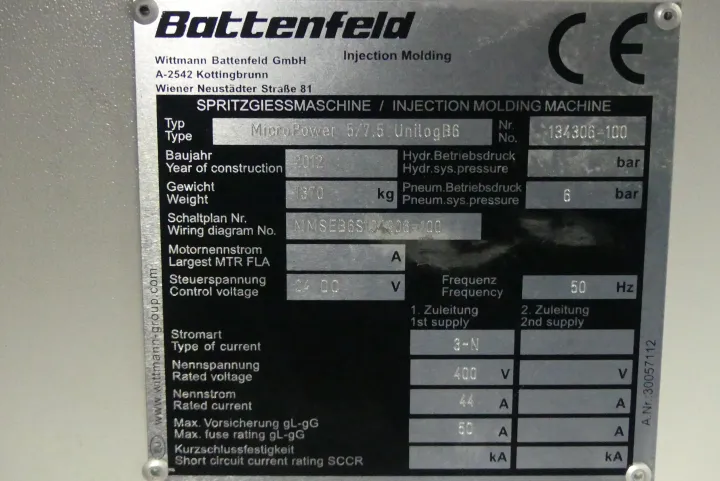 Battenfeld
Injection Molding
CE
Wittmann Battenfeld GmbH
A-2542 Kottingbrunn
Wiener Neustädter Straße 81
SPRITZGIESSMASCHINE / INJECTION MOLDING MACHINE
Typ
Type
MicroPower 5/7.5 UnilogB6
Nr.
No.
134306-100
Baujahr
Year of construction
2012
Hydr.Betriebsdruck
Hydr.sys.pressure
bar
Gewicht
Weight
kg
Pneum.Betriebsdruck
Pneum.sys.pressure
6 bar
Schaltplan Nr.
Wiring diagram No.
Motornennstrom
Largest MTR FLA
A
Steuerspannung
Control voltage
V
Frequenz
Frequency
50 Hz
1. Zuleitung
1st supply
2. Zuleitung
2nd supply
Stromart
Type of current
3-N
Nennspannung
Rated voltage
400 V
V
Nennstrom
Rated current
44 A
A
Max. Vorsicherung gL-gG
Max. fuse rating gL-gG
50 A
A
Kurzschlussfestigkeit
Short circuit current rating SCCR
kA
kA
www.wittmann-group.com
A.Nr.:30057112